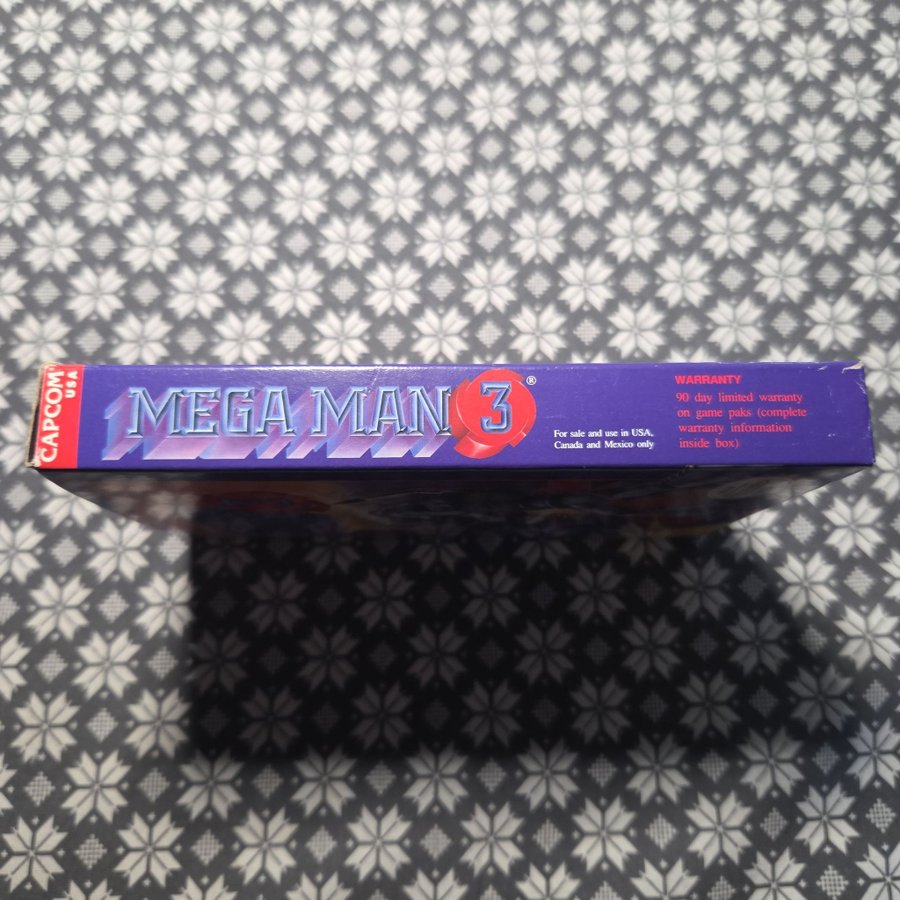 CAPCOM
USA
MEGA MAN 3®
For sale and use in USA,
Canada and Mexico only
WARRANTY
90 day limited warranty
on game paks (complete
warranty information
inside box)